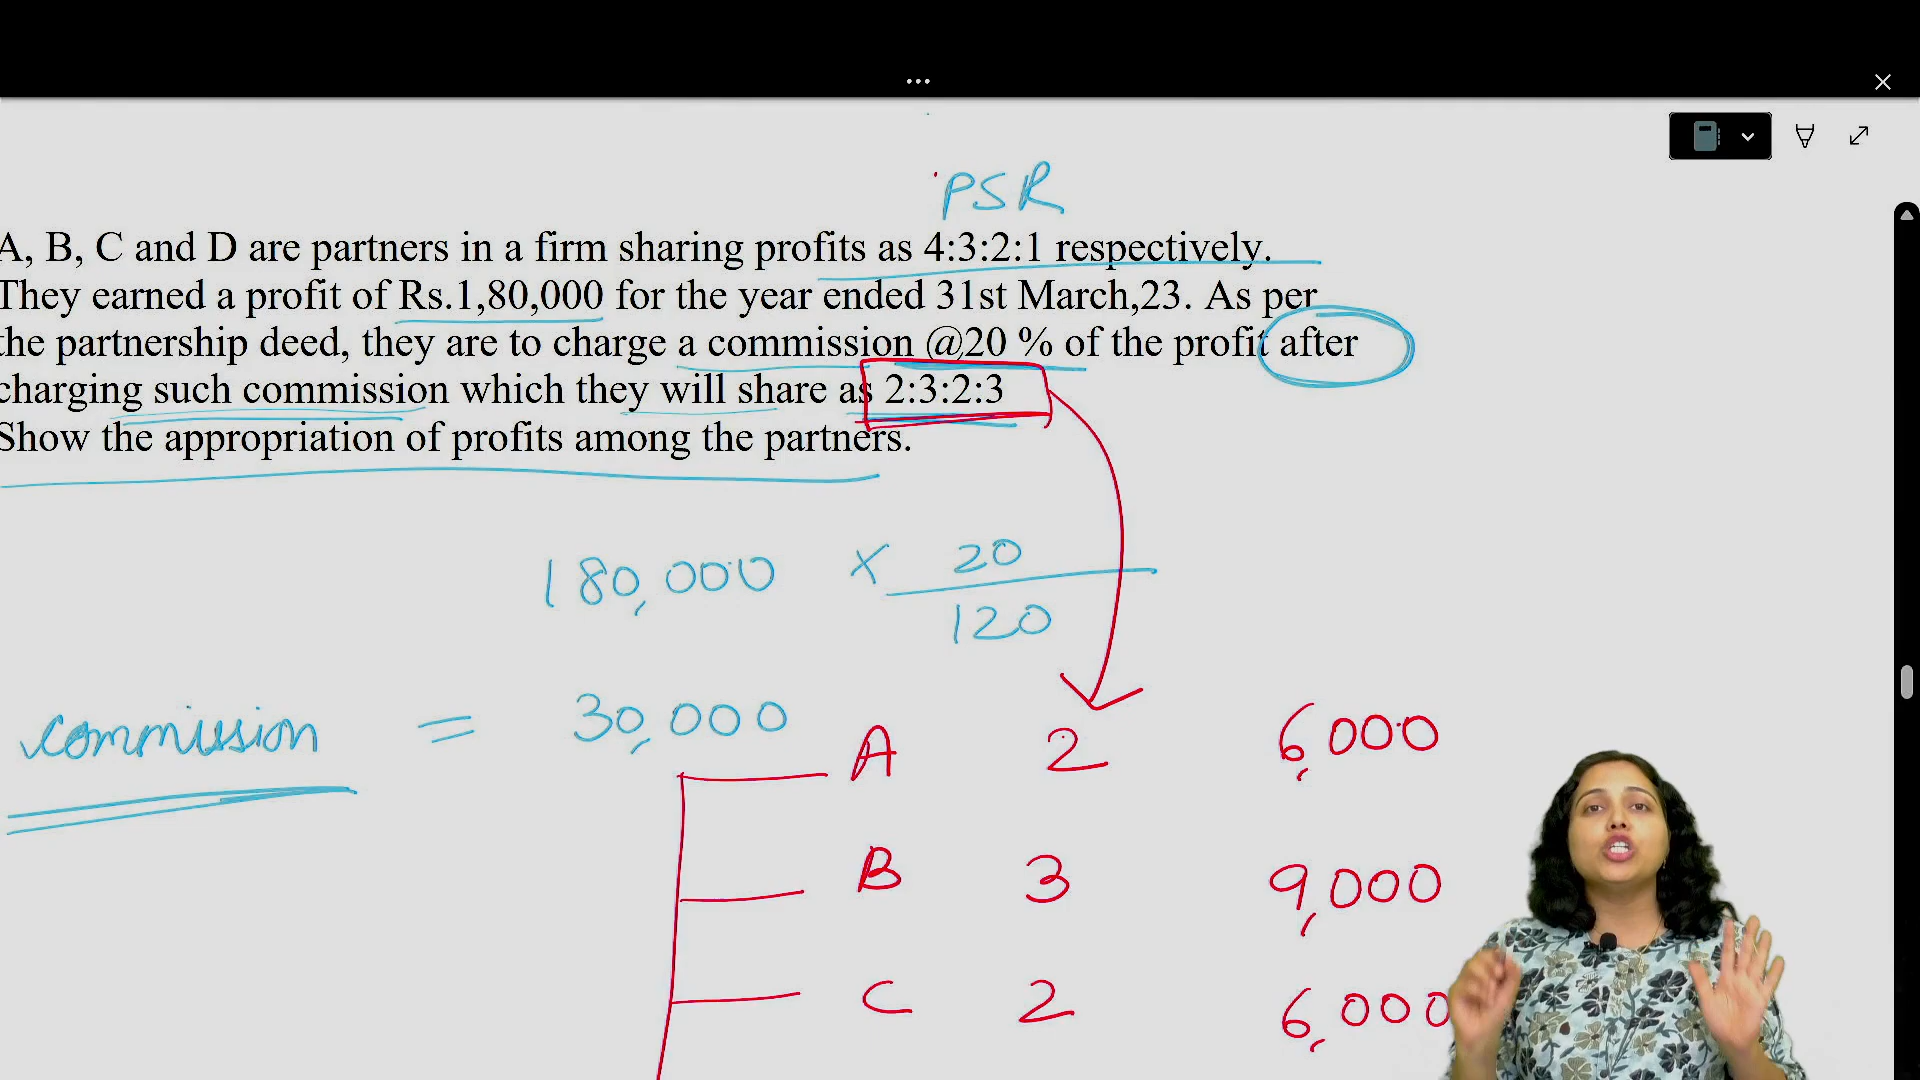 PSR
A, B, C and D are partners in a firm sharing profits as 4:3:2:1 respectively.
They earned a profit of Rs.1,80,000 for the year ended 31st March,23. As per
the partnership deed, they are to charge a commission @20 % of the profit after
charging such commission which they will share as 2:3:2:3
Show the appropriation of profits among the partners.
180,000 × 20
120
commission = 30,000
A 2 6,000
B 3 9,000
C 2 6,000